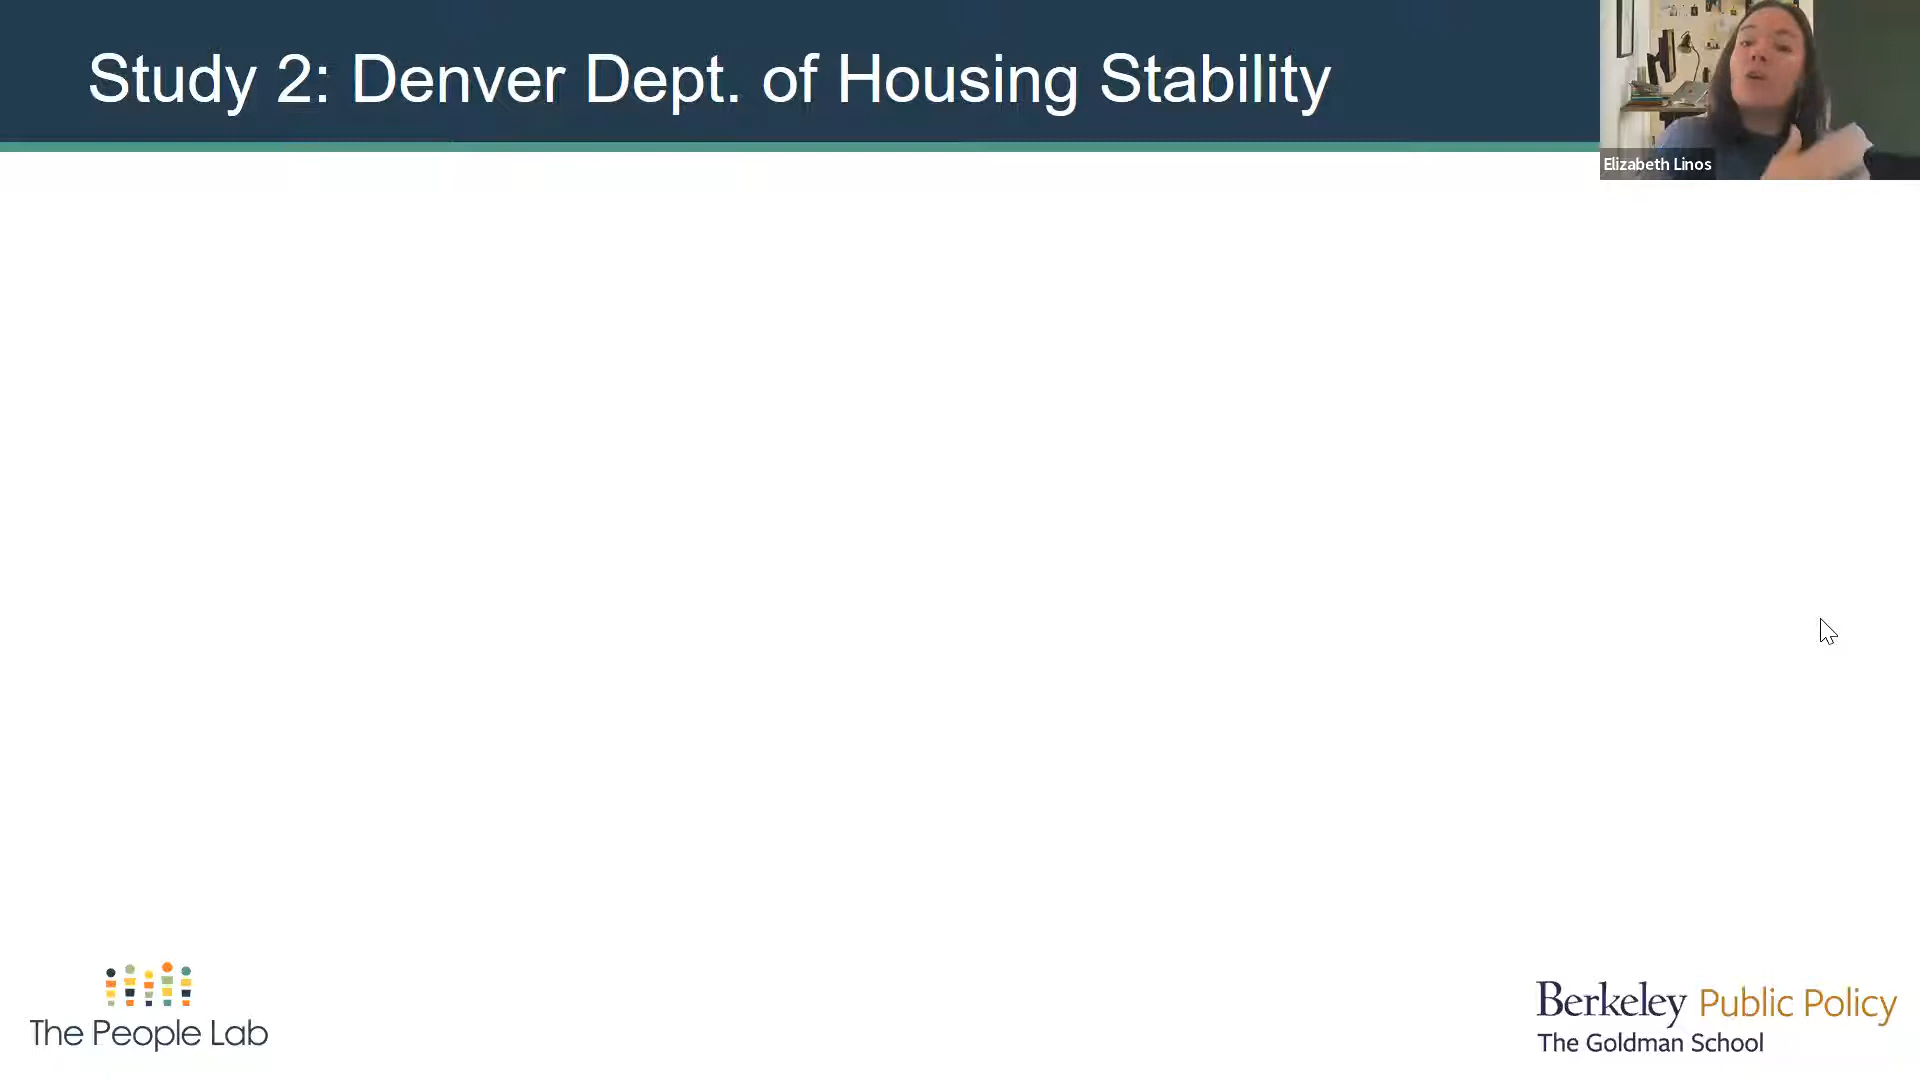 Study 2: Denver Dept. of Housing Stability
Elizabeth Linos
The People Lab
Berkeley Public Policy
The Goldman School